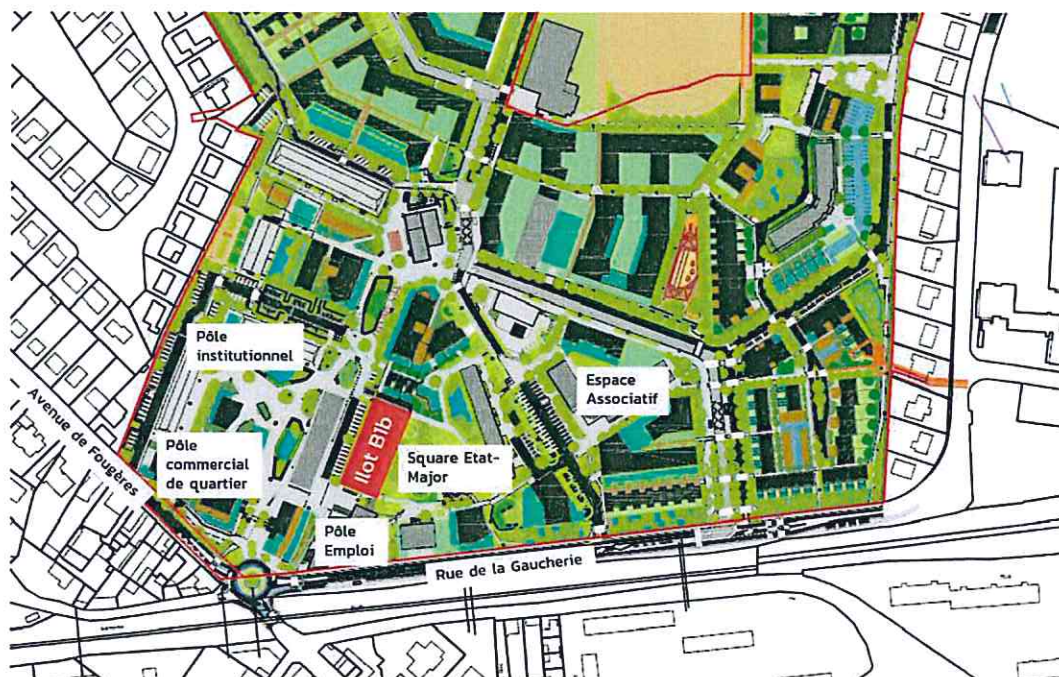 Pôle
institutionnel
Avenue de Fougères
Pôle
commercial
de quartier
Ilot B1b
Square Etat-
Major
Espace
Associatif
Pôle
Emploi
Rue de la Gaucherie